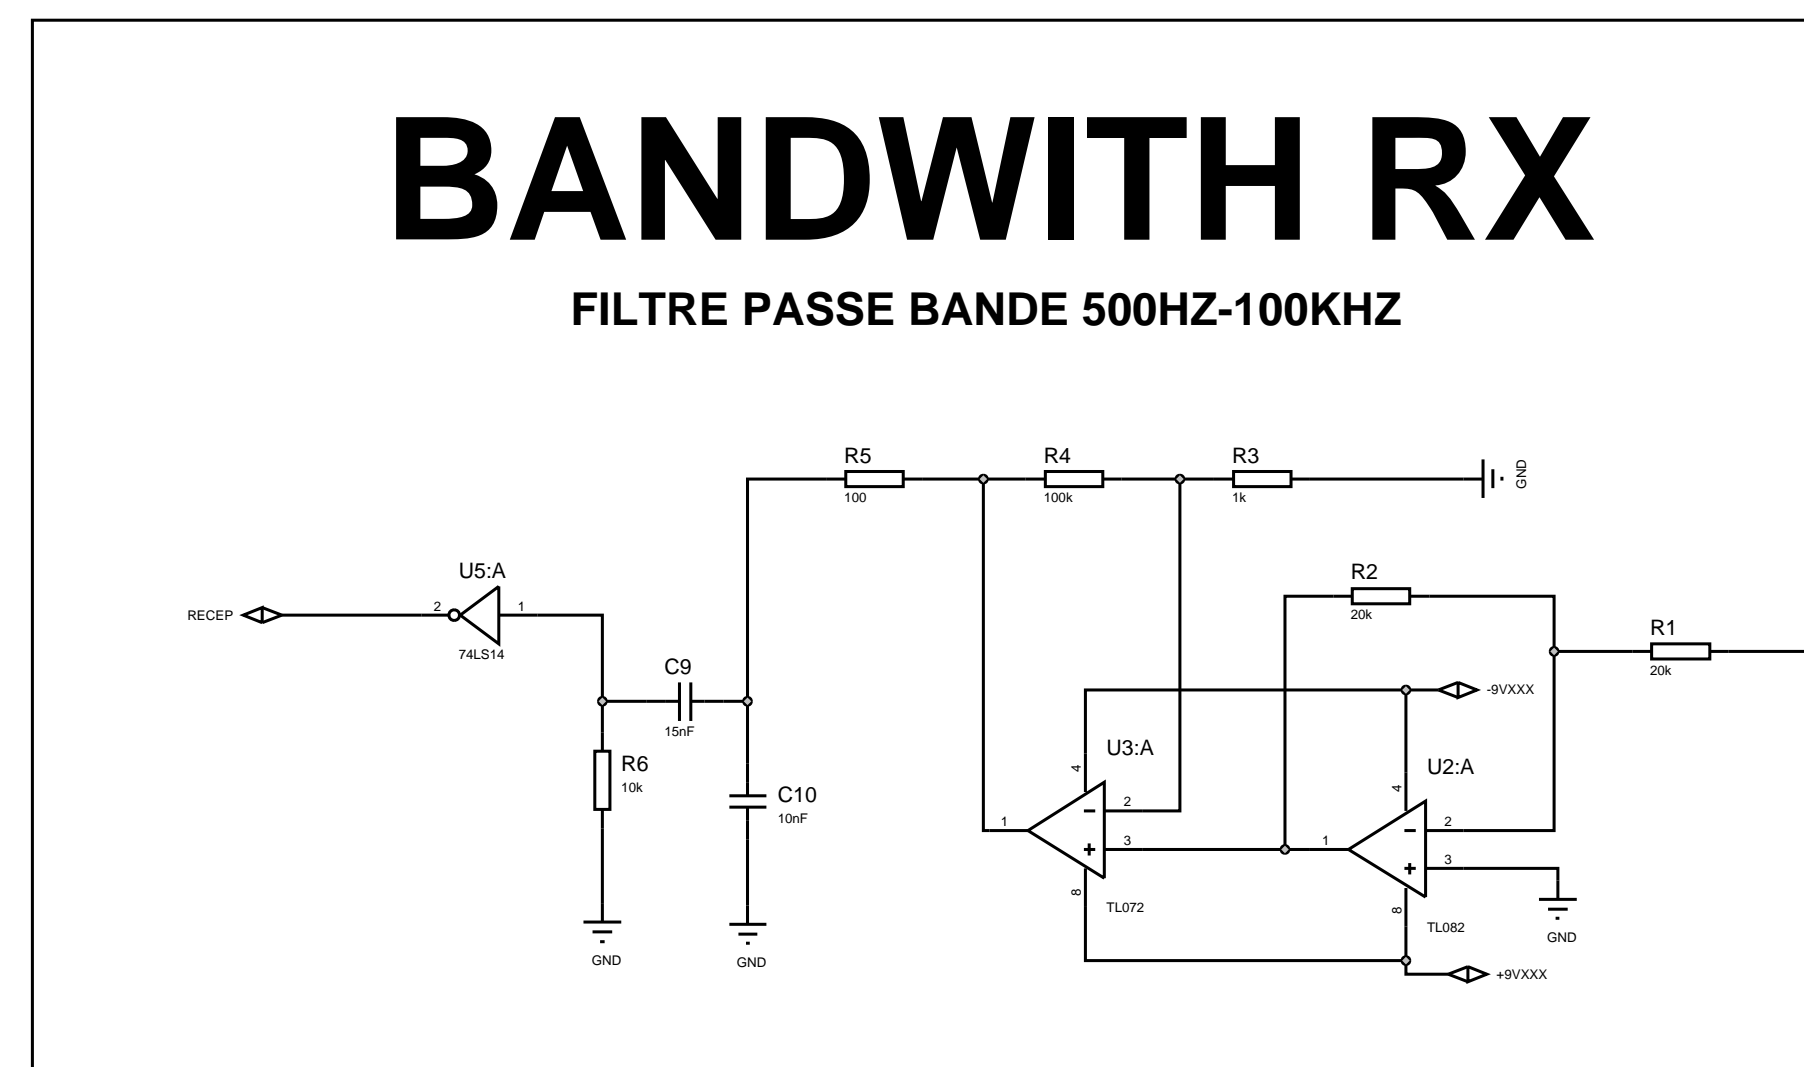 BANDWITH RX
FILTRE PASSE BANDE 500HZ-100KHZ
R5
100
R4
100k
R3
1k
GND
R2
20k
R1
20k
U5:A
2
1
74LS14
RECEP
C9
15nF
R6
10k
C10
10nF
GND
GND
-9VXXX
U3:A
4
2
3
1
8
TL072
U2:A
4
2
3
1
8
TL082
GND
+9VXXX